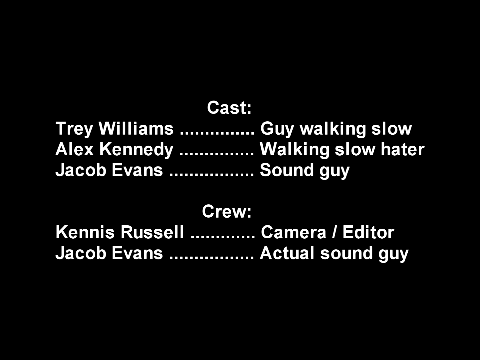 Cast:
Trey Williams ............... Guy walking slow
Alex Kennedy ............... Walking slow hater
Jacob Evans ................. Sound guy
Crew:
Kennis Russell ............. Camera / Editor
Jacob Evans ................. Actual sound guy